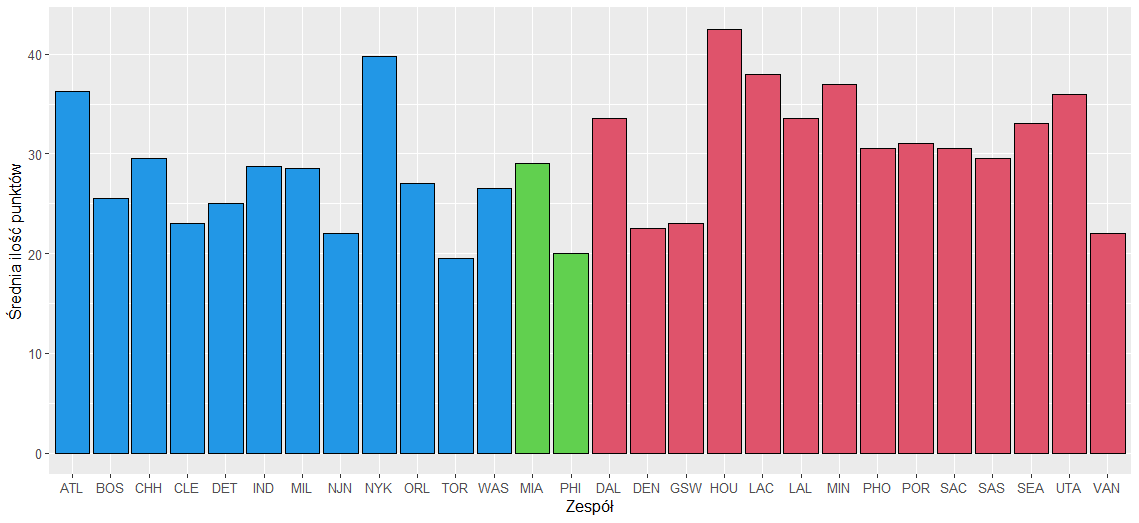 Średnia ilość punktów
40
30
20
10
0
ATL BOS CHH CLE DET IND MIL NJN NYK ORL TOR WAS MIA PHI DAL DEN GSW HOU LAC LAL MIN PHO POR SAC SAS SEA UTA VAN
Zespół